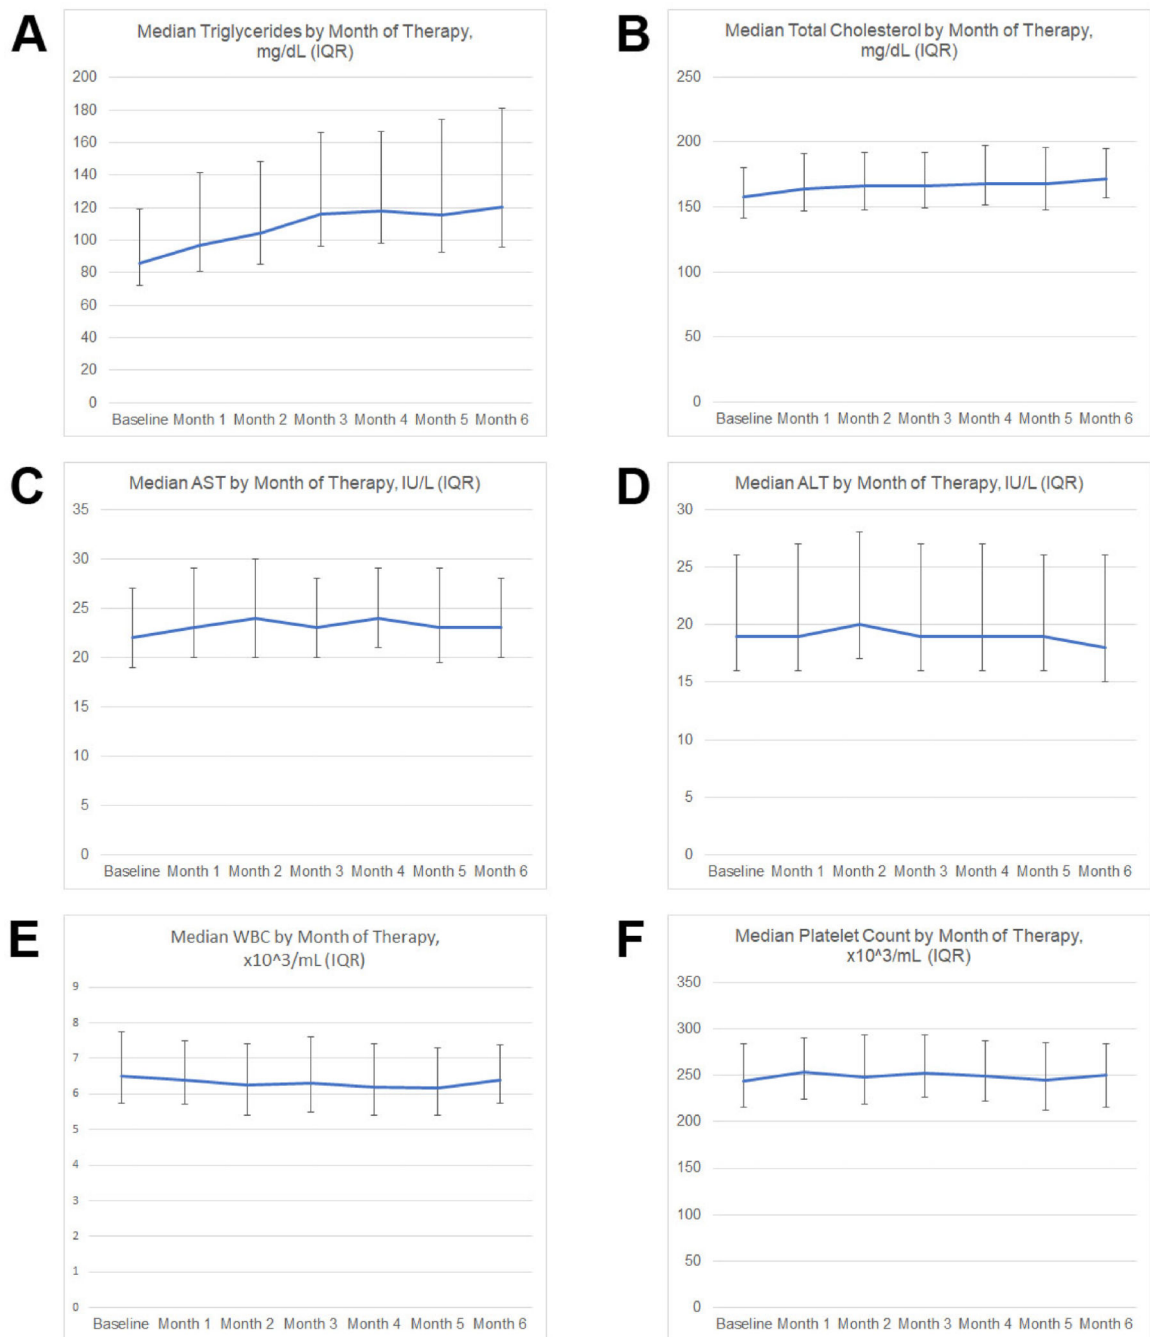 A
Median Triglycerides by Month of Therapy,
mg/dL (IQR)
200
180
160
140
120
100
80
60
40
20
0
Baseline Month 1 Month 2 Month 3 Month 4 Month 5 Month 6
B
Median Total Cholesterol by Month of Therapy,
mg/dL (IQR)
250
200
150
100
50
0
Baseline Month 1 Month 2 Month 3 Month 4 Month 5 Month 6
C
Median AST by Month of Therapy, IU/L (IQR)
35
30
25
20
15
10
5
0
Baseline Month 1 Month 2 Month 3 Month 4 Month 5 Month 6
D
Median ALT by Month of Therapy, IU/L (IQR)
30
25
20
15
10
5
0
Baseline Month 1 Month 2 Month 3 Month 4 Month 5 Month 6
E
Median WBC by Month of Therapy,
x10^3/mL (IQR)
9
8
7
6
5
4
3
2
1
0
Baseline Month 1 Month 2 Month 3 Month 4 Month 5 Month 6
F
Median Platelet Count by Month of Therapy,
x10^3/mL (IQR)
350
300
250
200
150
100
50
0
Baseline Month 1 Month 2 Month 3 Month 4 Month 5 Month 6